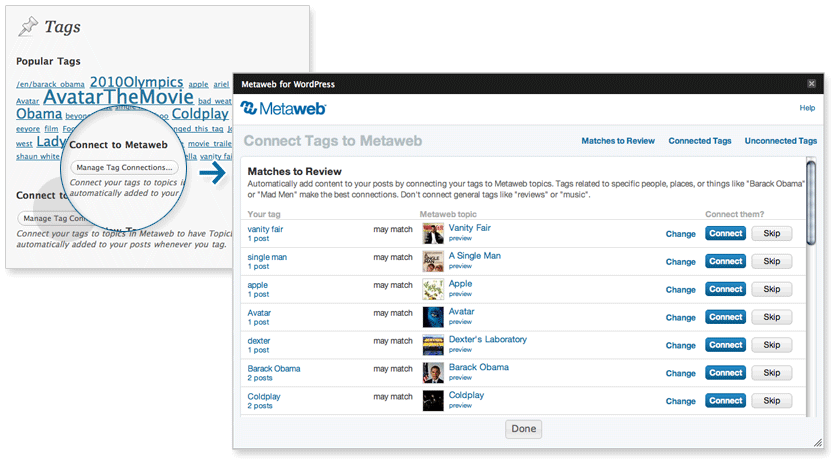 Tags
Popular Tags
/en/barack_obama 2010Olympics apple ariel
Avatar AvatarTheMovie bad weat
Obama beyon oo Coldplay
eeyore film Foo nged this tag Jo
west Lady movie traile
shaun white ella vanity fair
Connect to Metaweb
Manage Tag Connections...
Connect your tags to topics i
automatically added to your
Connect to
Manage Tag Con
Connect your tags to topics in Metaweb to have Topic
automatically added to your posts whenever you tag.
Metaweb for WordPress
Metaweb
Help
Connect Tags to Metaweb
Matches to Review Connected Tags Unconnected Tags
Matches to Review
Automatically add content to your posts by connecting your tags to Metaweb topics. Tags related to specific people, places, or things like "Barack Obama"
or "Mad Men" make the best connections. Don't connect general tags like "reviews" or "music".
Your tag Metaweb topic Connect them?
vanity fair may match Vanity Fair Change Connect Skip
1 post preview
single man may match A Single Man Change Connect Skip
1 post preview
apple may match Apple Change Connect Skip
1 post preview
Avatar may match Avatar Change Connect Skip
1 post preview
dexter may match Dexter's Laboratory Change Connect Skip
1 post preview
Barack Obama may match Barack Obama Change Connect Skip
2 posts preview
Coldplay may match Coldplay Change Connect Skip
2 posts preview
Done